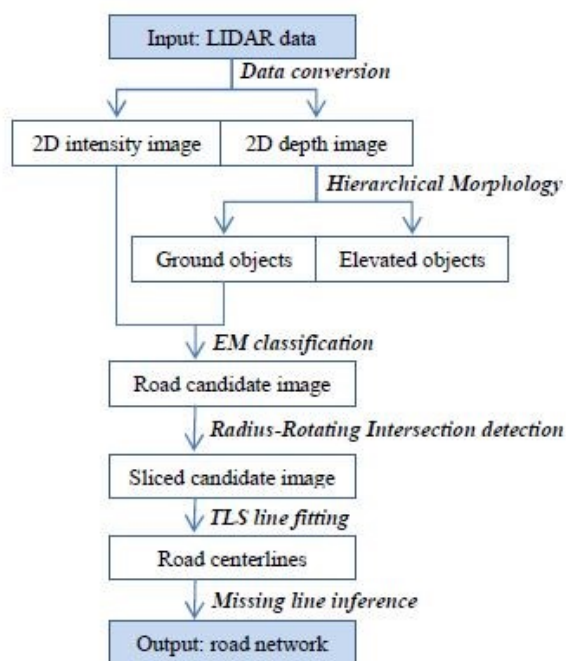 Input: LIDAR data
Data conversion
2D intensity image
2D depth image
Hierarchical Morphology
Ground objects
Elevated objects
EM classification
Road candidate image
Radius-Rotating Intersection detection
Sliced candidate image
TLS line fitting
Road centerlines
Missing line inference
Output: road network